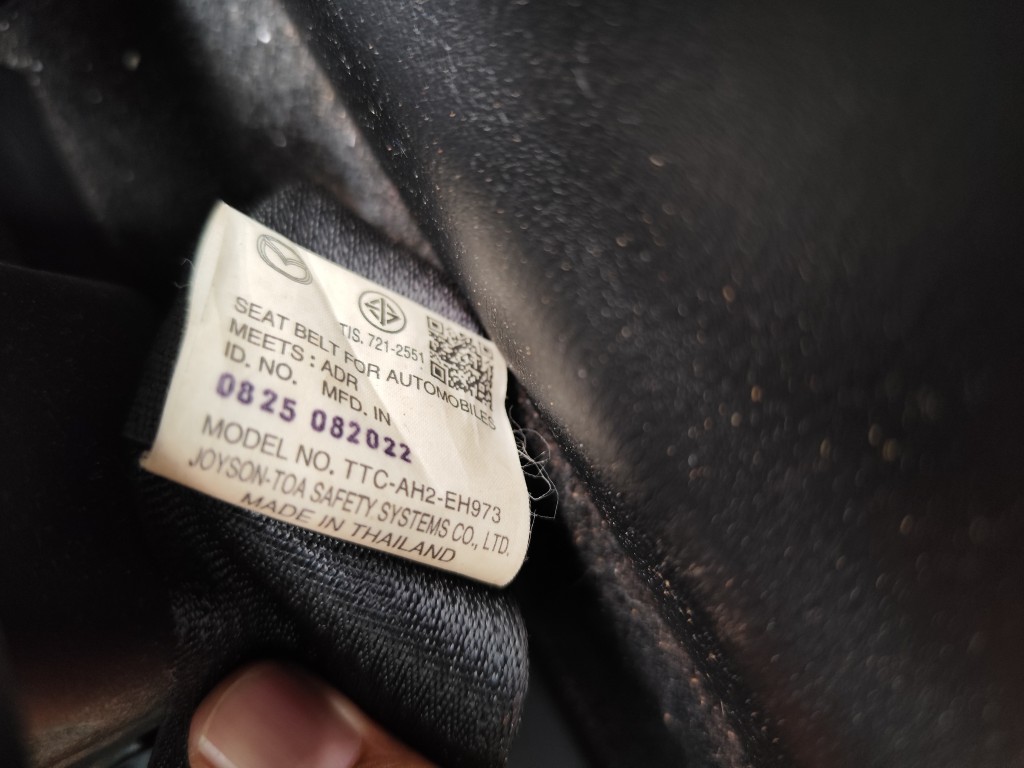 TIS. 721-2551
SEAT BELT FOR AUTOMOBILES
MEETS : ADR
ID. NO. MFD. IN
0825 082022
MODEL NO. TTC-AH2-EH973
JOYSON-TOA SAFETY SYSTEMS CO., LTD.
MADE IN THAILAND